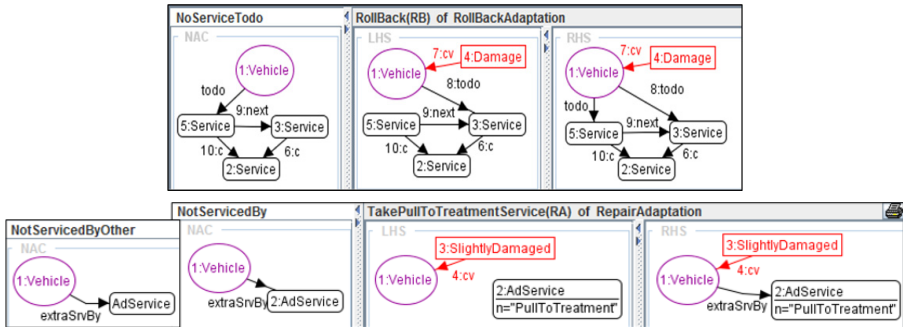 NoServiceTodo
RollBack(RB) of RollBackAdaptation
NAC
1:Vehicle
todo
9:next
5:Service
3:Service
10:c
6:c
2:Service
LHS
7:cv
4:Damage
1:Vehicle
8:todo
9:next
5:Service
3:Service
10:c
6:c
2:Service
RHS
7:cv
4:Damage
1:Vehicle
todo
8:todo
9:next
5:Service
3:Service
10:c
6:c
2:Service
NotServicedByOther
NAC
1:Vehicle
AdService
extraSrvBy
NotServicedBy
NAC
1:Vehicle
2:AdService
extraSrvBy
TakePullToTreatmentService(RA) of RepairAdaptation
LHS
3:SlightlyDamaged
4:cv
1:Vehicle
2:AdService
n="PullToTreatment"
RHS
3:SlightlyDamaged
4:cv
1:Vehicle
2:AdService
extraSrvBy
n="PullToTreatment"